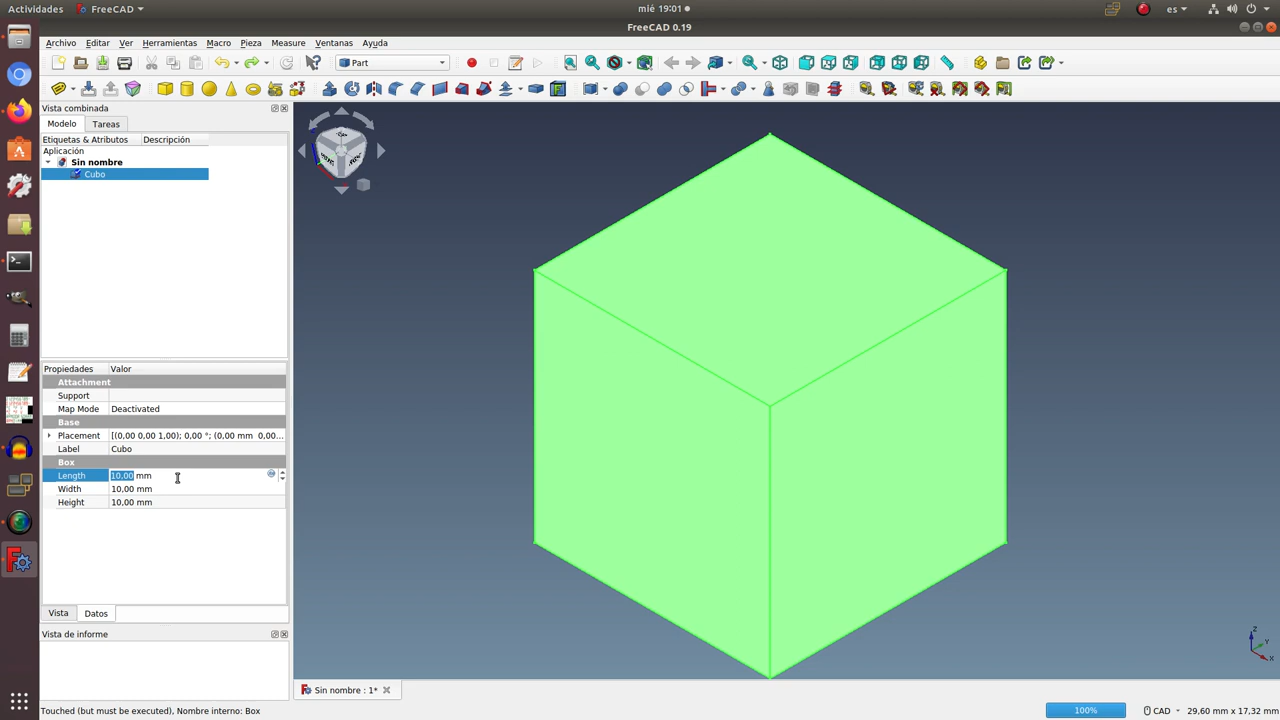 Actividades FreeCAD mié 19:01 es
FreeCAD 0.19
Archivo Editar Ver Herramientas Macro Pieza Measure Ventanas Ayuda
Part
Vista combinada
Modelo Tareas
Etiquetas & Atributos Descripción
Aplicación
Sin nombre
Cubo
Propiedades Valor
Attachment
Support
Map Mode Deactivated
Base
Placement [(0,00 0,00 1,00); 0,00 °; (0,00 mm 0,00...
Label Cubo
Box
Length 10,00 mm
Width 10,00 mm
Height 10,00 mm
Vista Datos
Vista de informe
Sin nombre : 1*
Z
Y
X
Touched (but must be executed), Nombre interno: Box 100% CAD 29,60 mm x 17,32 mm